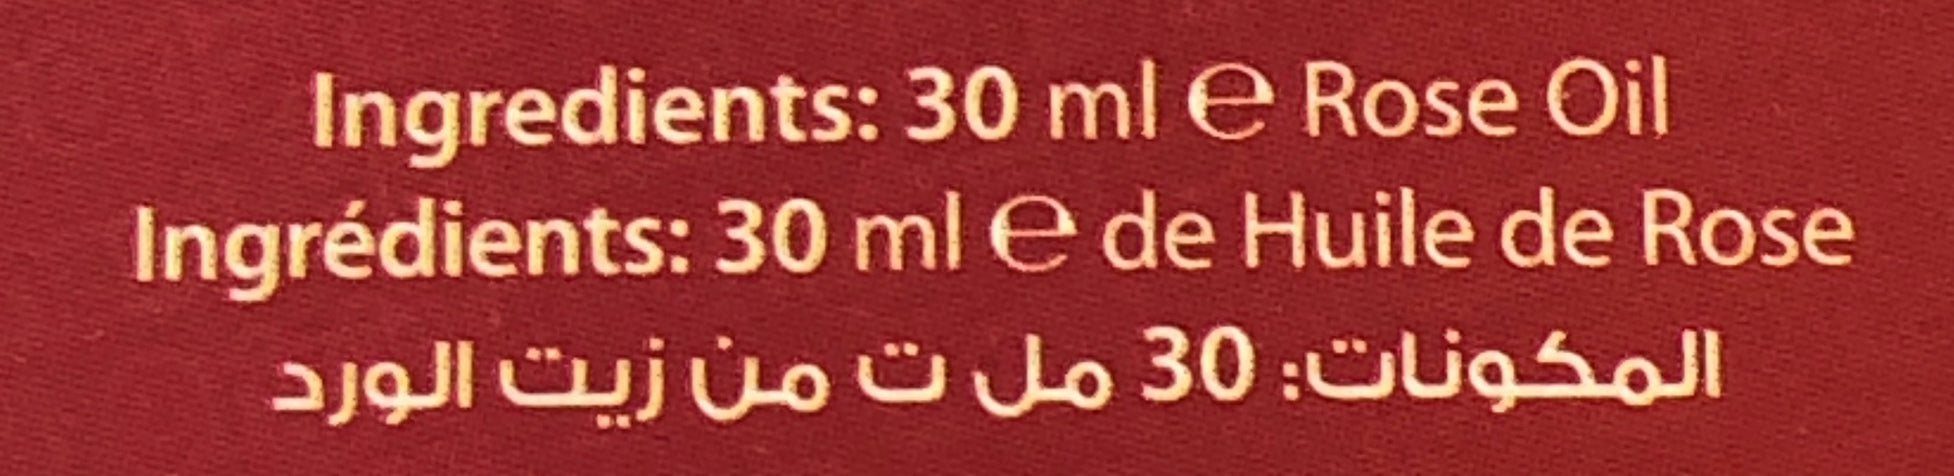 Ingredients: 30 ml ℮ Rose Oil
Ingrédients: 30 ml ℮ de Huile de Rose
المكونات: 30 مل ت من زيت الورد